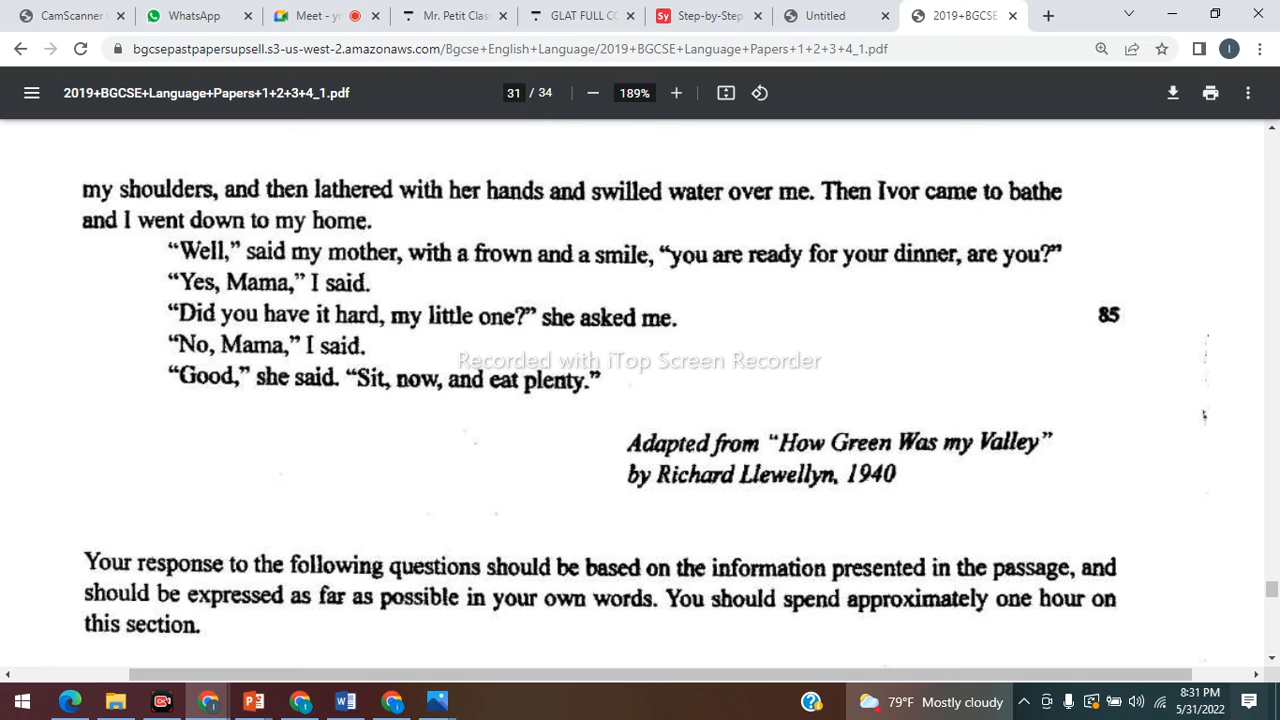 CamScanner
WhatsApp
Meet - yn
Mr. Petit Clas
GLAT FULL CO
Step-by-Step
Untitled
2019+BGCSE-
bgcsepastpapersupsell.s3-us-west-2.amazonaws.com/Bgcse+English+Language/2019+BGCSE+Language+Papers+1+2+3+4_1.pdf
2019+BGCSE+Language+Papers+1+2+3+4_1.pdf
31 / 34
189%
my shoulders, and then lathered with her hands and swilled water over me. Then Ivor came to bathe
and I went down to my home.
“Well,” said my mother, with a frown and a smile, “you are ready for your dinner, are you?”
“Yes, Mama,” I said.
“Did you have it hard, my little one?” she asked me. 85
“No, Mama,” I said.
Recorded with iTop Screen Recorder
“Good,” she said. “Sit, now, and eat plenty.”
Adapted from “How Green Was my Valley”
by Richard Llewellyn, 1940
Your response to the following questions should be based on the information presented in the passage, and
should be expressed as far as possible in your own words. You should spend approximately one hour on
this section.
79°F Mostly cloudy
8:31 PM
5/31/2022